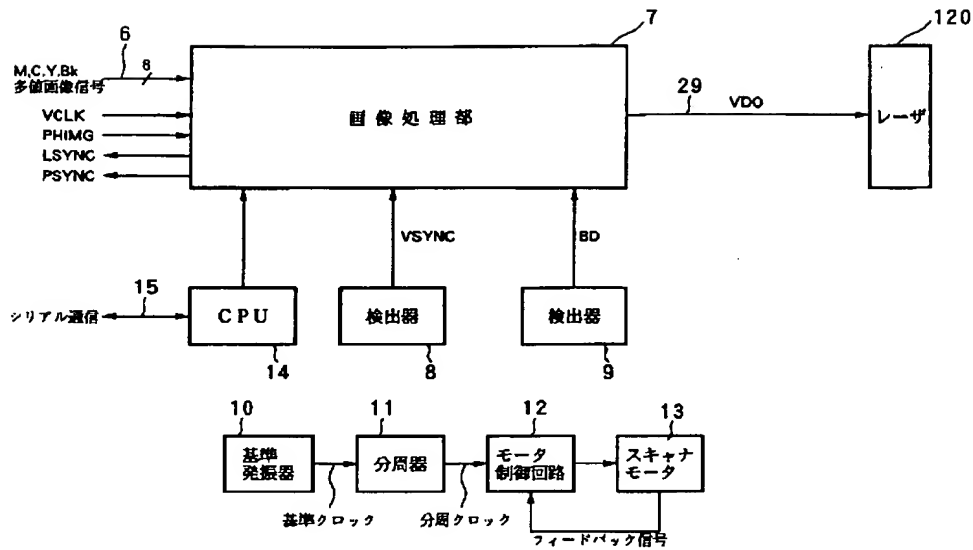 6
7
120
M,C,Y,Bk
多値画像信号
8
VCLK
PHIMG
LSYNC
PSYNC
画像処理部
29
VDO
レーザ
VSYNC
BD
シリアル通信
15
CPU
検出器
検出器
14
8
9
10
11
12
13
基準
発振器
分周器
モータ
制御回路
スキャナ
モータ
基準クロック
分周クロック
フィードバック信号